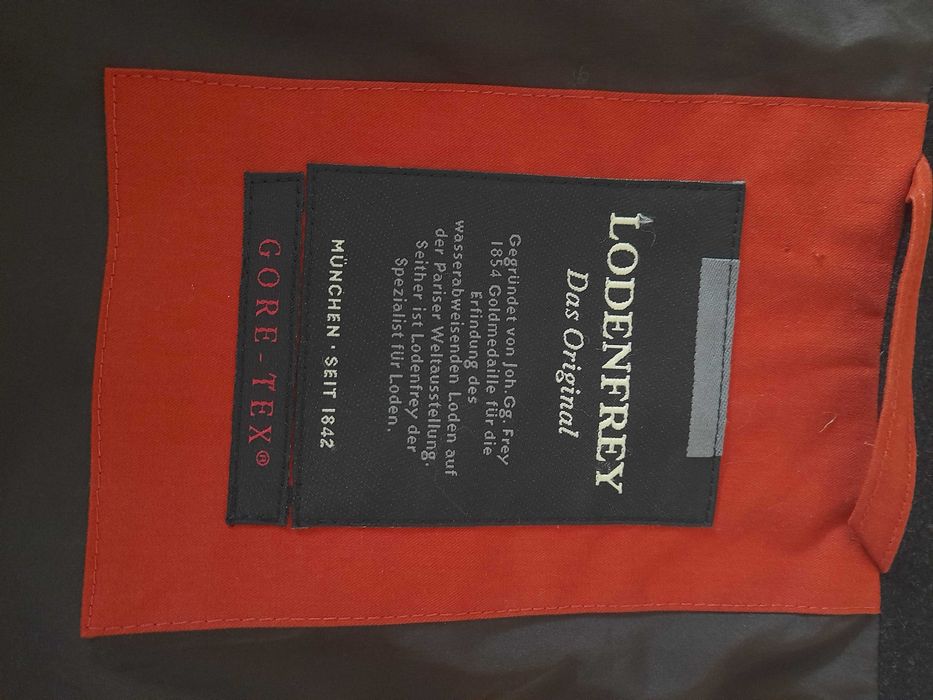 LODENFREY
Das Original
Gegründet von Joh. Gg. Frey
1854 Goldmedaille für die
Erfindung des
wasserabweisenden Loden auf
der Pariser Weltausstellung.
Seither ist Lodenfrey der
Spezialist für Loden.
MÜNCHEN · SEIT 1842
GORE-TEX®